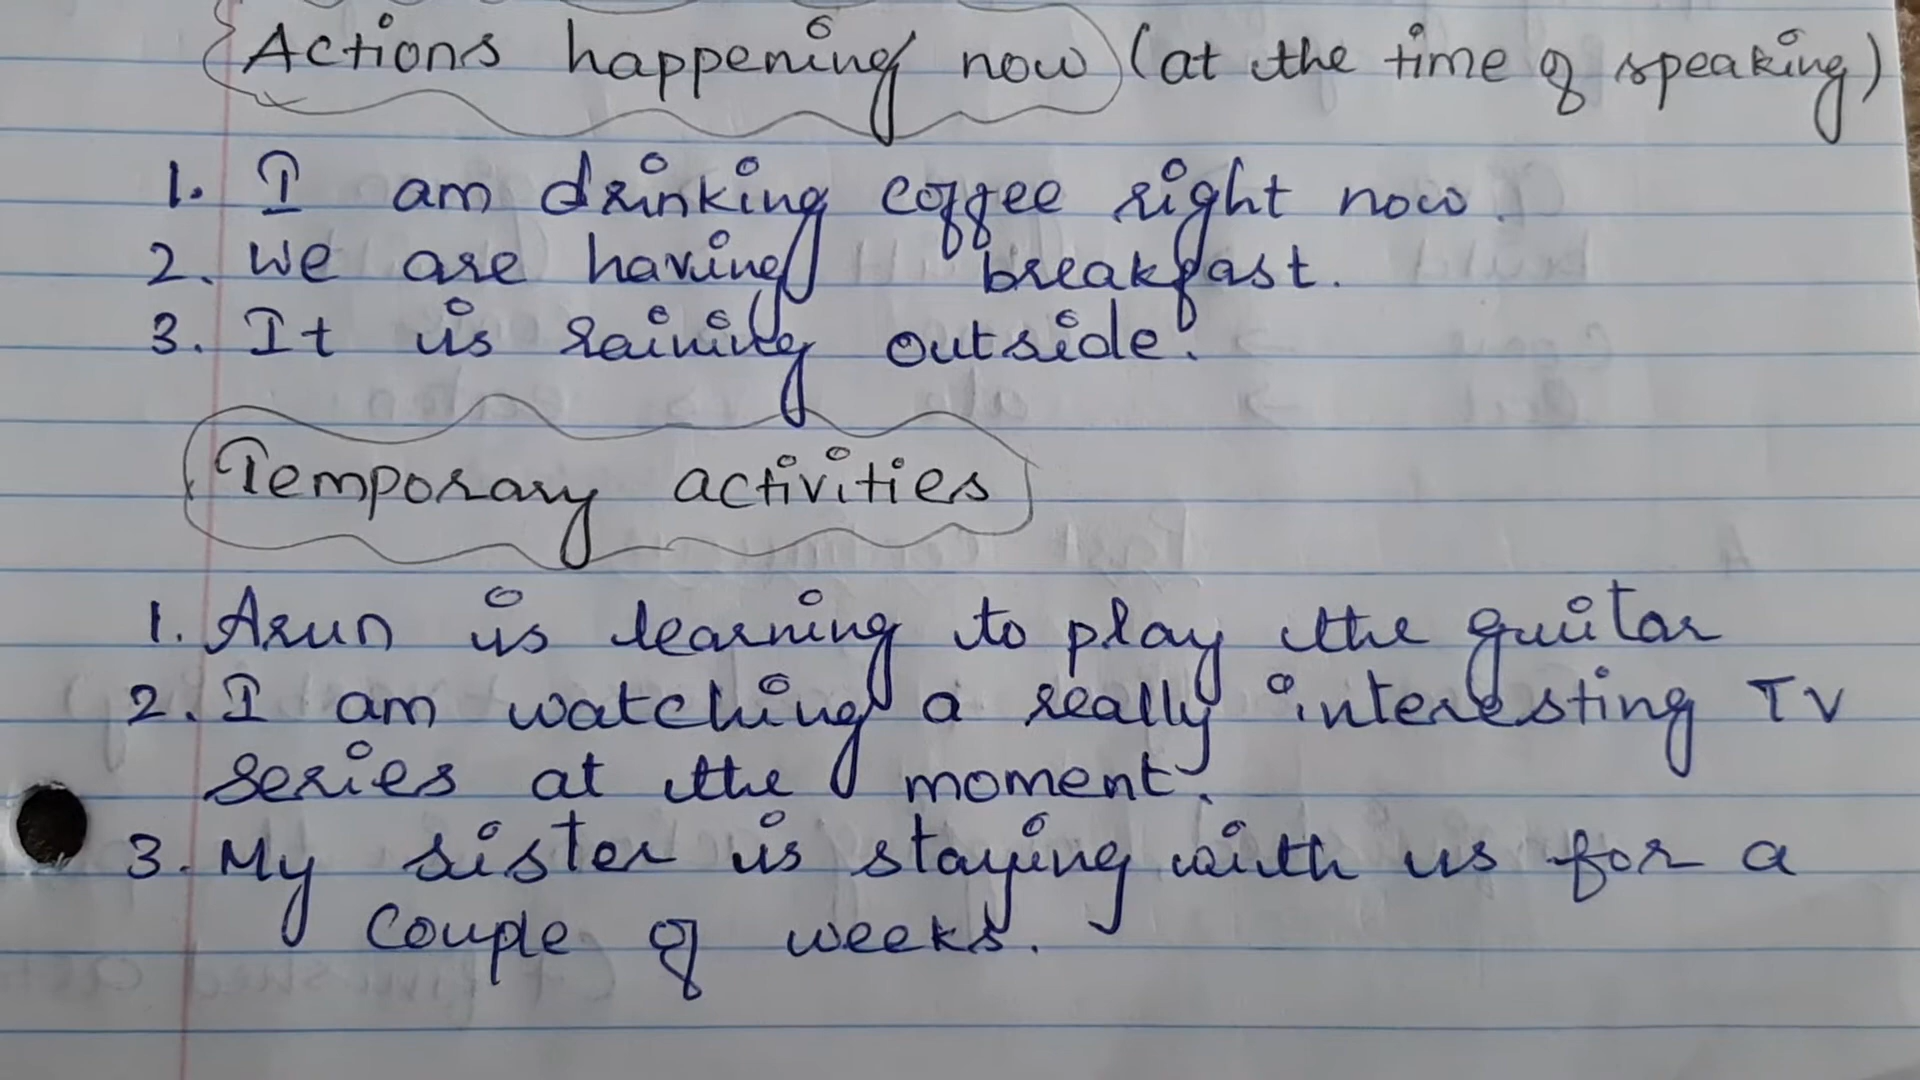 Actions happening now (at the time of speaking)
1. I am drinking coffee right now.
2. We are having breakfast.
3. It is raining outside.
Temporary activities
1. Arun is learning to play the guitar
2. I am watching a really interesting TV
series at the moment.
3. My sister is staying with us for a
couple of weeks.